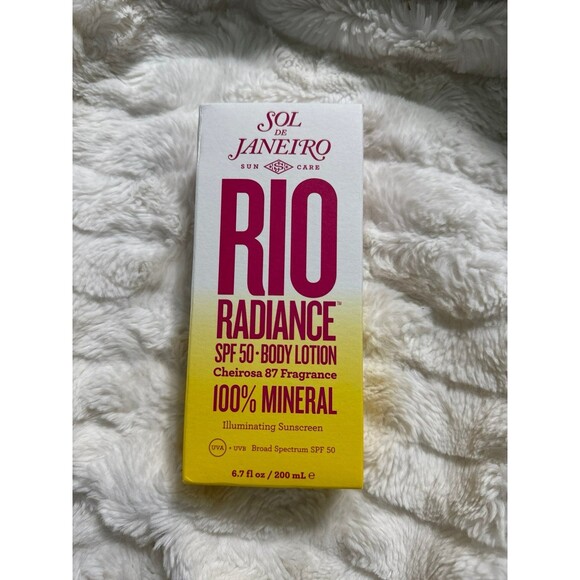 SOL
DE
JANEIRO
SUN CARE
RIO
RADIANCE™
SPF 50 · BODY LOTION
Cheirosa 87 Fragrance
100% MINERAL
Illuminating Sunscreen
UVA + UVB Broad Spectrum SPF 50
6.7 fl oz / 200 mL ℮